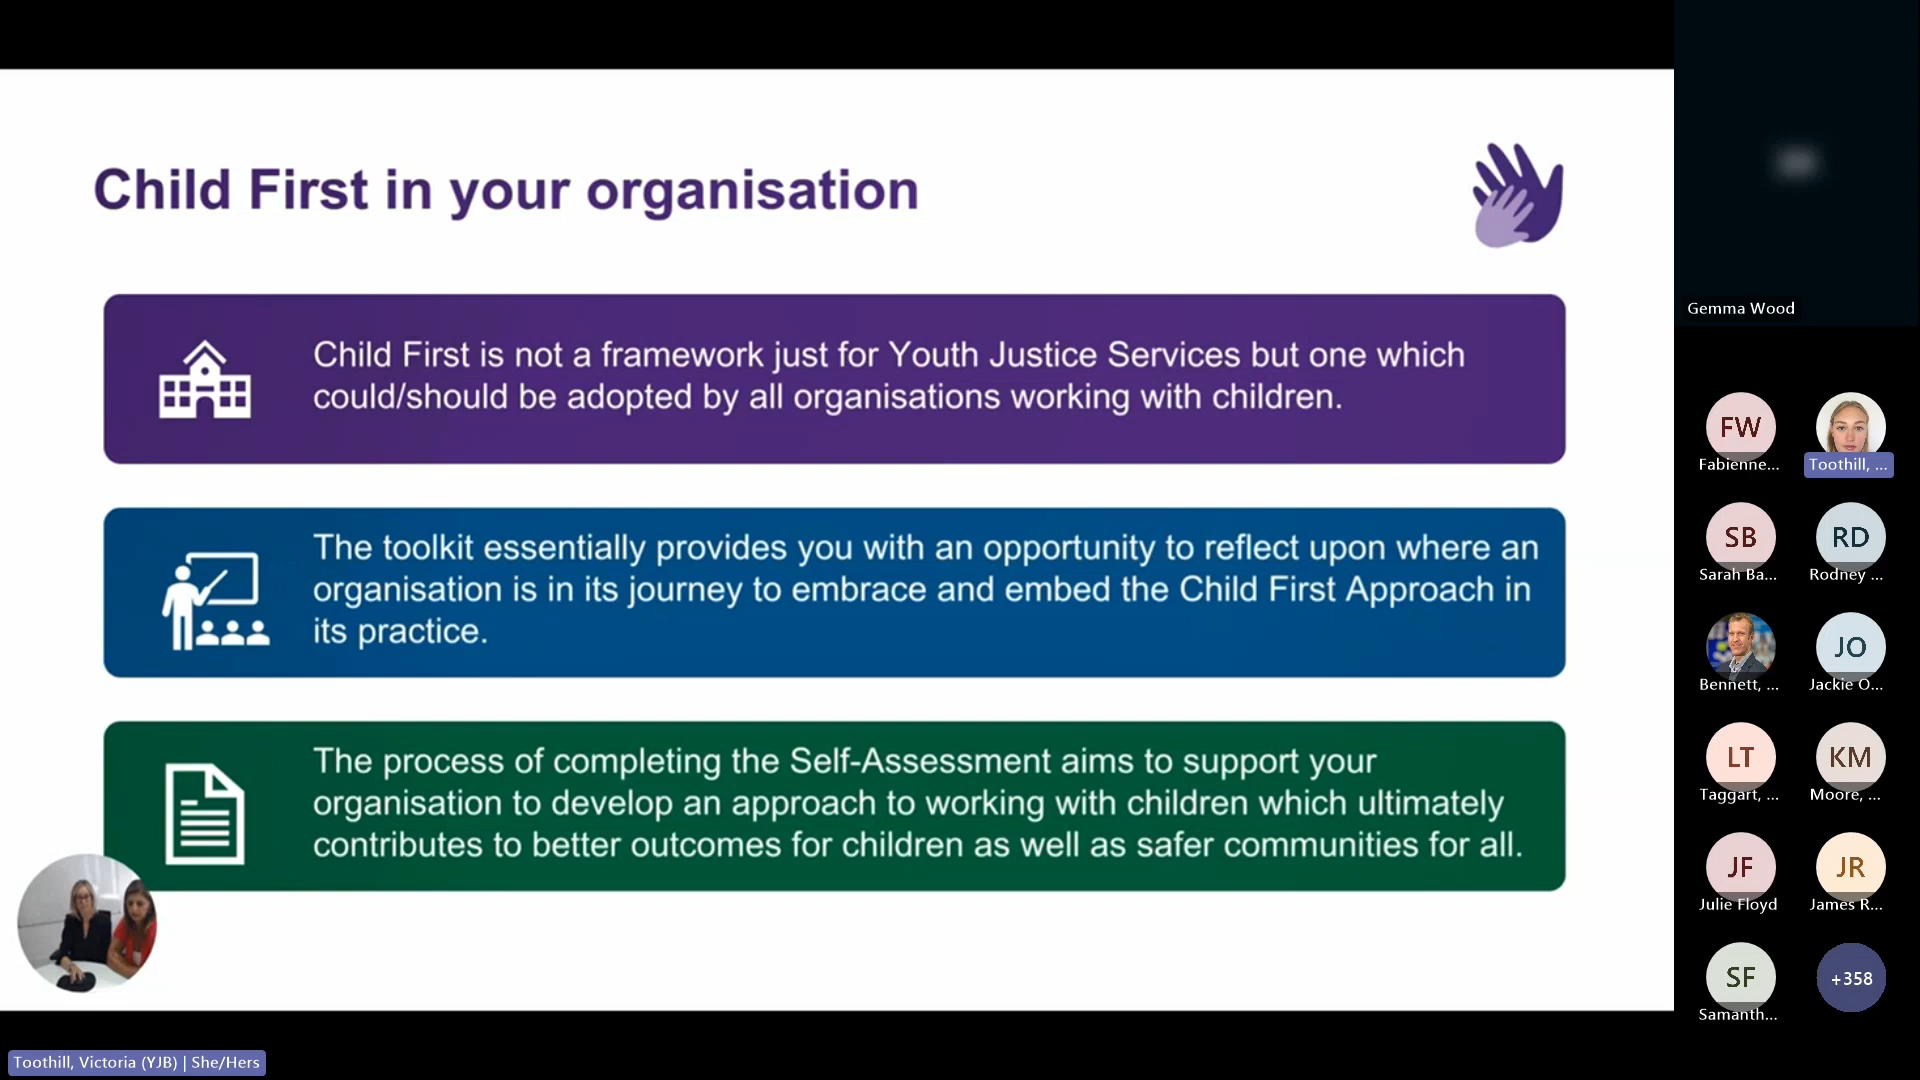 Child First in your organisation
Child First is not a framework just for Youth Justice Services but one which
could/should be adopted by all organisations working with children.
The toolkit essentially provides you with an opportunity to reflect upon where an
organisation is in its journey to embrace and embed the Child First Approach in
its practice.
The process of completing the Self-Assessment aims to support your
organisation to develop an approach to working with children which ultimately
contributes to better outcomes for children as well as safer communities for all.
Toothill, Victoria (YJB) | She/Hers
Gemma Wood
FW
Fabienne...
Toothill, ...
SB
Sarah Ba...
RD
Rodney ...
Bennett, ...
JO
Jackie O...
LT
Taggart, ...
KM
Moore, ...
JF
Julie Floyd
JR
James R...
SF
Samanth...
+358